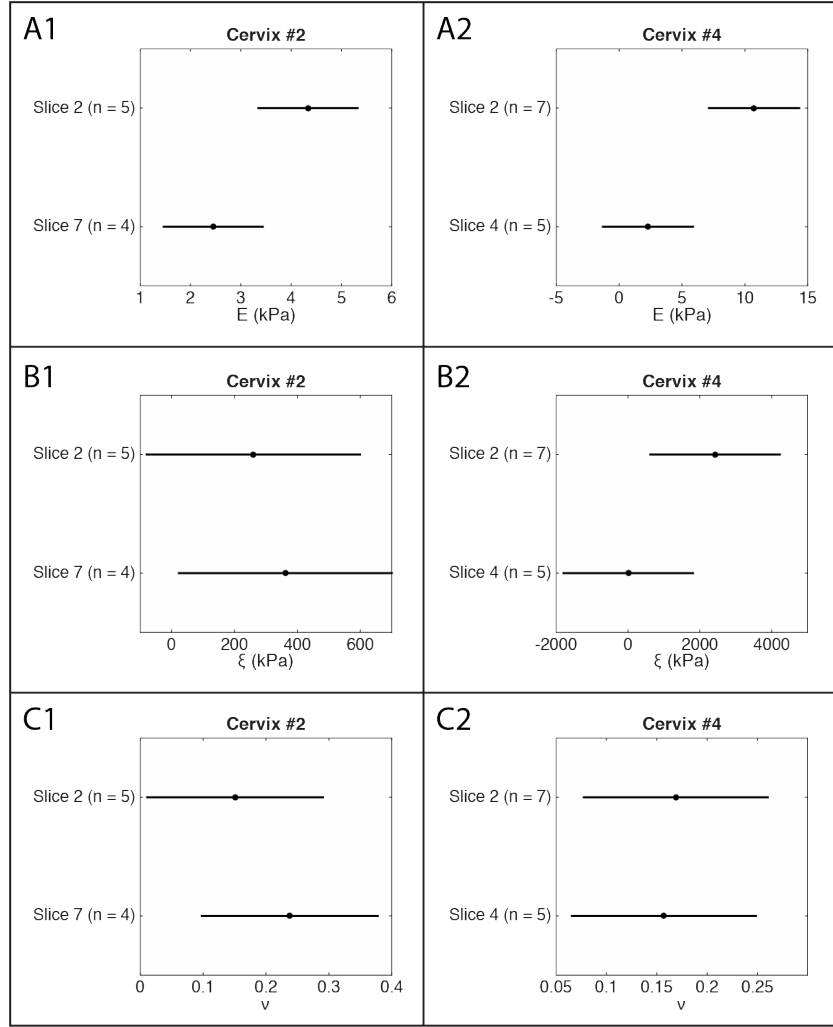 A1
Cervix #2
Slice 2 (n = 5)
Slice 7 (n = 4)
1 2 3 4 5 6
E (kPa)
A2
Cervix #4
Slice 2 (n = 7)
Slice 4 (n = 5)
-5 0 5 10 15
E (kPa)
B1
Cervix #2
Slice 2 (n = 5)
Slice 7 (n = 4)
0 200 400 600
ξ (kPa)
B2
Cervix #4
Slice 2 (n = 7)
Slice 4 (n = 5)
-2000 0 2000 4000
ξ (kPa)
C1
Cervix #2
Slice 2 (n = 5)
Slice 7 (n = 4)
0 0.1 0.2 0.3 0.4
ν
C2
Cervix #4
Slice 2 (n = 7)
Slice 4 (n = 5)
0.05 0.1 0.15 0.2 0.25
ν